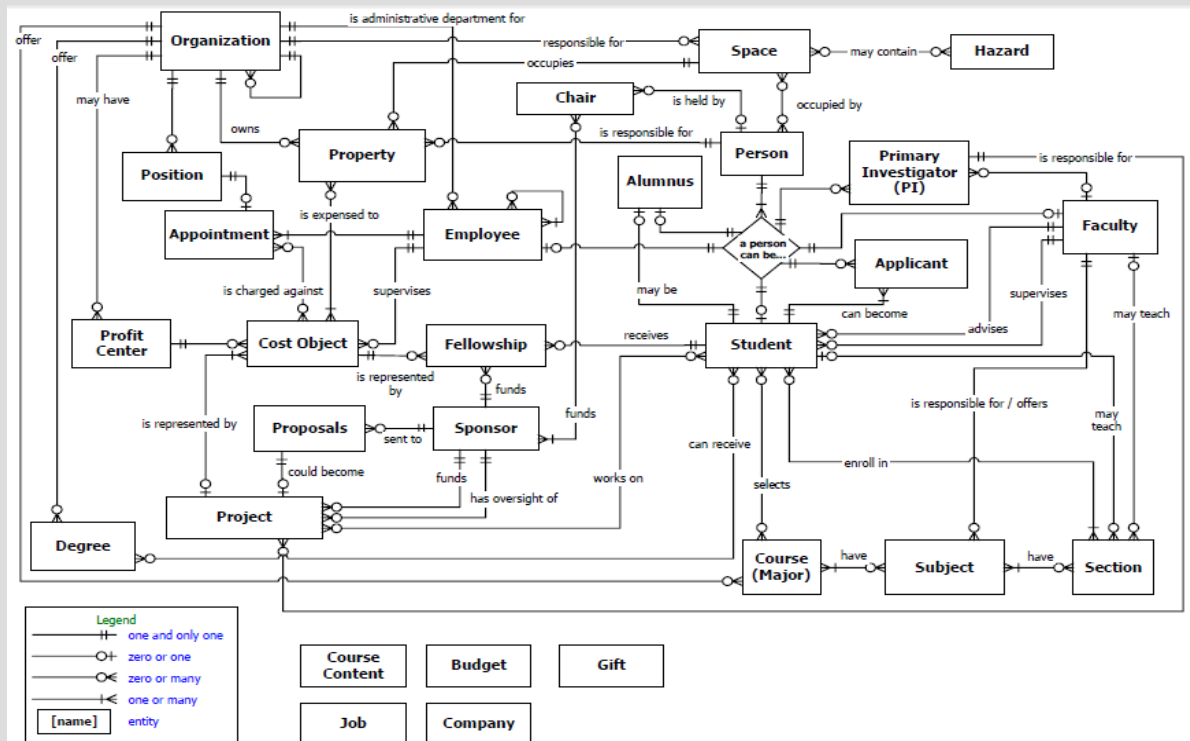 is administrative department for
offer
Organization
offer
responsible for
Space
may contain
Hazard
occupies
may have
Chair
is held by
occupied by
owns
is responsible for
Property
Person
Primary
Investigator
(PI)
is responsible for
Position
Alumnus
is expensed to
Appointment
Employee
a person
can be...
Faculty
Applicant
is charged against
supervises
may be
can become
supervises
may teach
advises
Profit
Center
Cost Object
Fellowship
receives
Student
is represented
by
funds
is responsible for / offers
is represented by
Proposals
sent to
Sponsor
funds
can receive
may
teach
could become
funds
has oversight of
works on
selects
enroll in
Project
Degree
Course
(Major)
have
Subject
have
Section
Legend
one and only one
zero or one
zero or many
one or many
[name]
entity
Course
Content
Budget
Gift
Job
Company